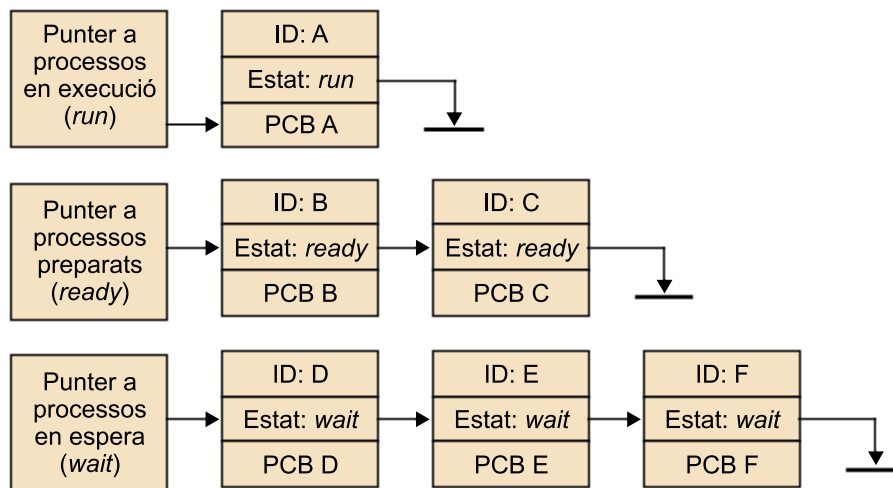 Punter a
processos
en execució
(run)
ID: A
Estat: run
PCB A
Punter a
processos
preparats
(ready)
ID: B
Estat: ready
PCB B
ID: C
Estat: ready
PCB C
Punter a
processos
en espera
(wait)
ID: D
Estat: wait
PCB D
ID: E
Estat: wait
PCB E
ID: F
Estat: wait
PCB F